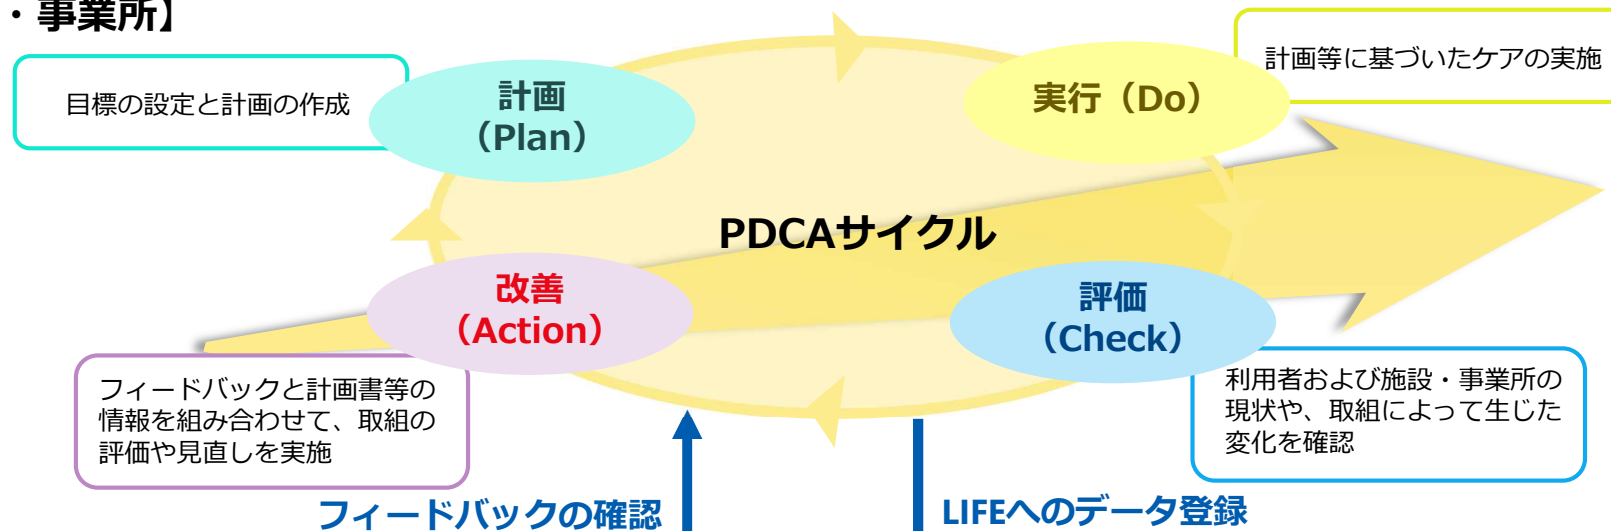 ・事業所】
目標の設定と計画の作成
計画
（Plan）
実行（Do）
計画等に基づいたケアの実施
PDCAサイクル
改善
（Action）
評価
（Check）
フィードバックと計画書等の
情報を組み合わせて、取組の
評価や見直しを実施
利用者および施設・事業所の
現状や、取組によって生じた
変化を確認
フィードバックの確認
LIFEへのデータ登録